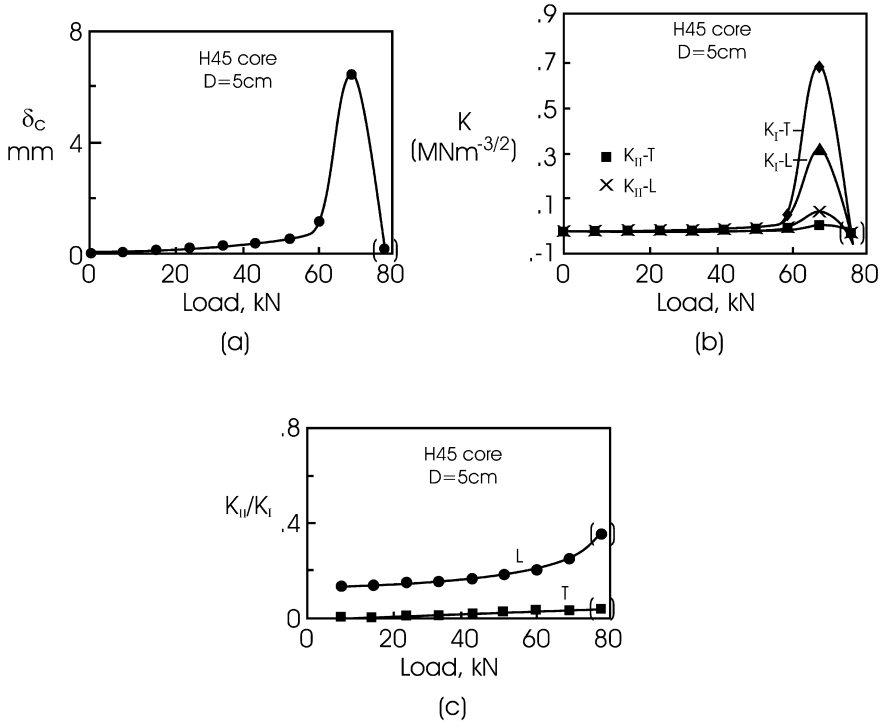 8
H45 core
D=5cm
δC
mm
4
0
0
20
40
60
80
Load, kN
(a)
.9
H45 core
D=5cm
.7
.5
K
(MNm-3/2)
KI-T
.3
KII-T
KI-L
KII-L
.1
-.1
0
20
40
60
80
Load, kN
(b)
.8
H45 core
D=5cm
KII/KI
.4
L
T
0
0
20
40
60
80
Load, kN
(c)